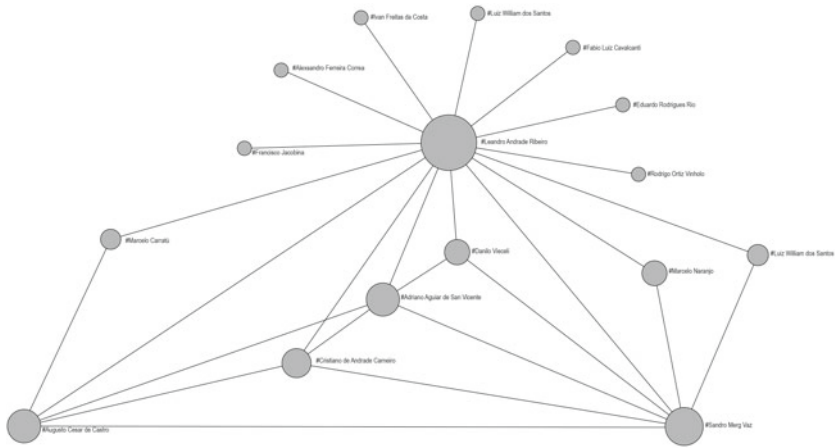 #Ivan Freitas da Costa
#Luiz William dos Santos
#Fabio Luiz Cavalcanti
#Alessandro Ferreira Correa
#Eduardo Rodrigues Rio
#Leandro Andrade Ribeiro
#Francisco Jacobina
#Rodrigo Ortiz Vinholo
#Marcelo Carratú
#Danilo Visceli
#Luiz William dos Santos
#Marcelo Naranjo
#Adriano Aguiar de San Vicente
#Cristiano de Andrade Carneiro
#Augusto Cesar de Castro
#Sandro Merg Vaz